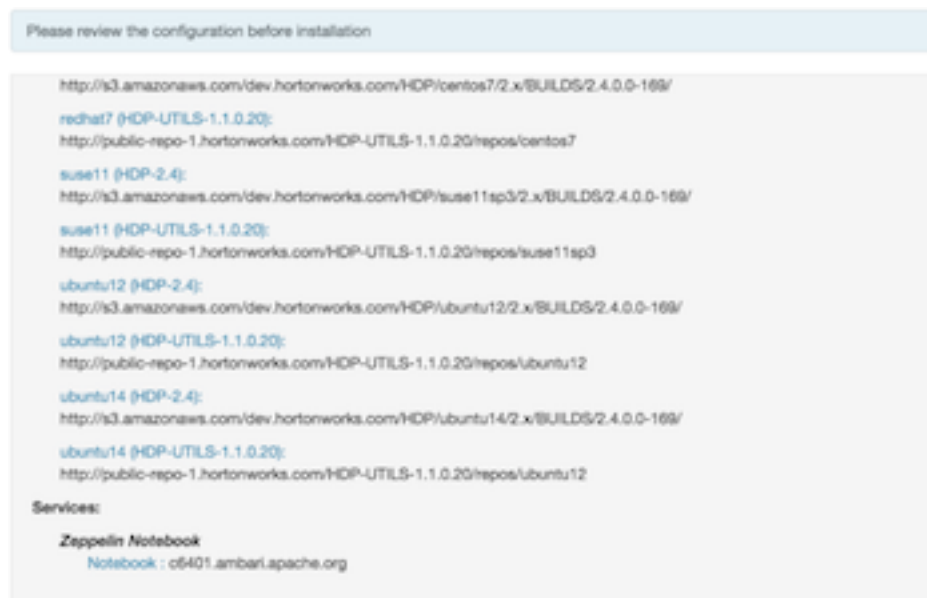 Please review the configuration before installation
http://s3.amazonaws.com/dev.hortonworks.com/HDP/centos7/2.x/BUILDS/2.4.0.0-169/
redhat7 (HDP-UTILS-1.1.0.20):
http://public-repo-1.hortonworks.com/HDP-UTILS-1.1.0.20/repos/centos7
suse11 (HDP-2.4):
http://s3.amazonaws.com/dev.hortonworks.com/HDP/suse11sp3/2.x/BUILDS/2.4.0.0-169/
suse11 (HDP-UTILS-1.1.0.20):
http://public-repo-1.hortonworks.com/HDP-UTILS-1.1.0.20/repos/suse11sp3
ubuntu12 (HDP-2.4):
http://s3.amazonaws.com/dev.hortonworks.com/HDP/ubuntu12/2.x/BUILDS/2.4.0.0-169/
ubuntu12 (HDP-UTILS-1.1.0.20):
http://public-repo-1.hortonworks.com/HDP-UTILS-1.1.0.20/repos/ubuntu12
ubuntu14 (HDP-2.4):
http://s3.amazonaws.com/dev.hortonworks.com/HDP/ubuntu14/2.x/BUILDS/2.4.0.0-169/
ubuntu14 (HDP-UTILS-1.1.0.20):
http://public-repo-1.hortonworks.com/HDP-UTILS-1.1.0.20/repos/ubuntu12
Services:
Zeppelin Notebook
Notebook : c6401.ambari.apache.org